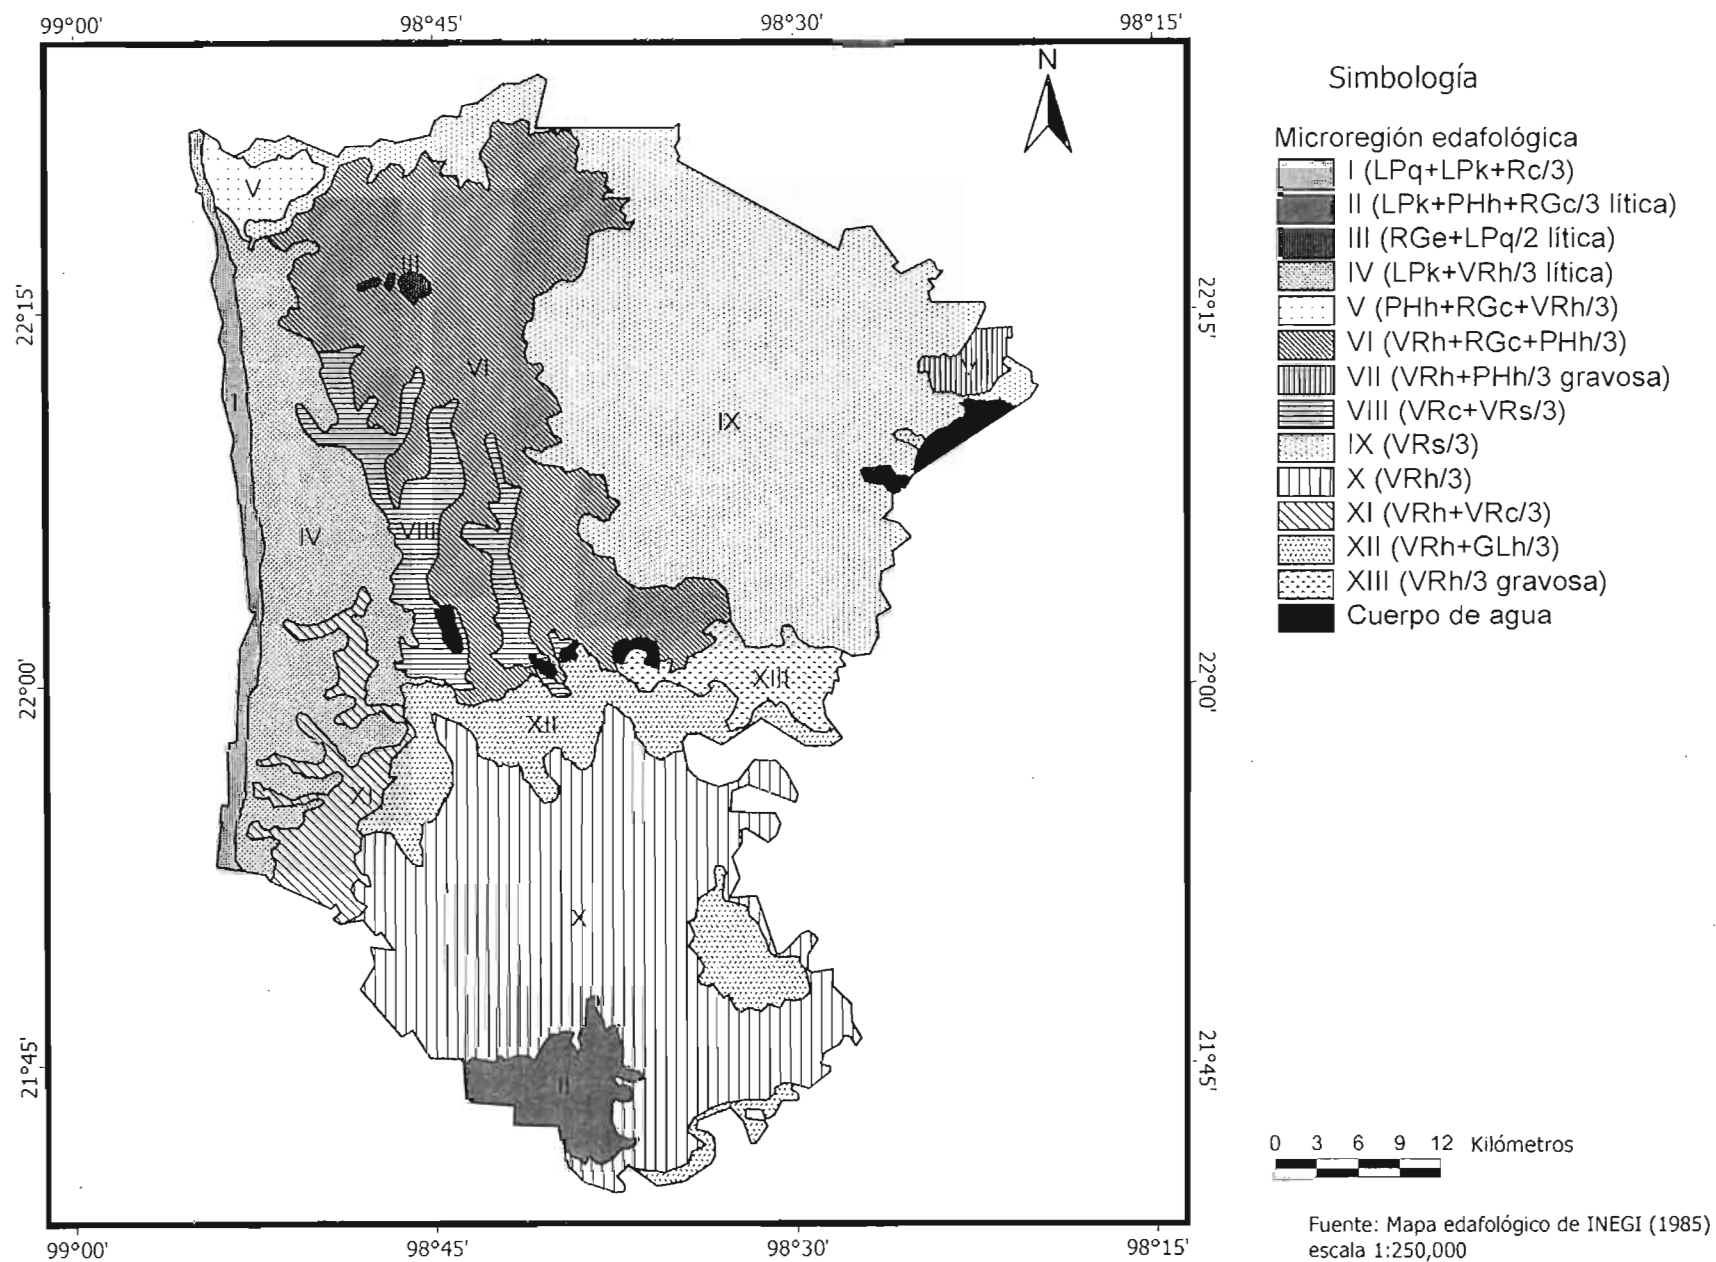 99°00'
98°45'
98°30'
98°15'
N
Simbología
Microregión edafológica
I (LPq+LPk+Rc/3)
II (LPk+PHh+RGc/3 lítica)
III (RGe+LPq/2 lítica)
IV (LPk+VRh/3 lítica)
V (PHh+RGc+VRh/3)
VI (VRh+RGc+PHh/3)
VII (VRh+PHh/3 gravosa)
VIII (VRc+VRs/3)
IX (VRs/3)
X (VRh/3)
XI (VRh+VRc/3)
XII (VRh+GLh/3)
XIII (VRh/3 gravosa)
Cuerpo de agua
V
III
22°15'
22°15'
VI
I
IX
IV
VIII
22°00'
22°00'
XIII
XII
XI
X
21°45'
21°45'
II
0 3 6 9 12 Kilómetros
99°00'
98°45'
98°30'
98°15'
Fuente: Mapa edafológico de INEGI (1985)
escala 1:250,000